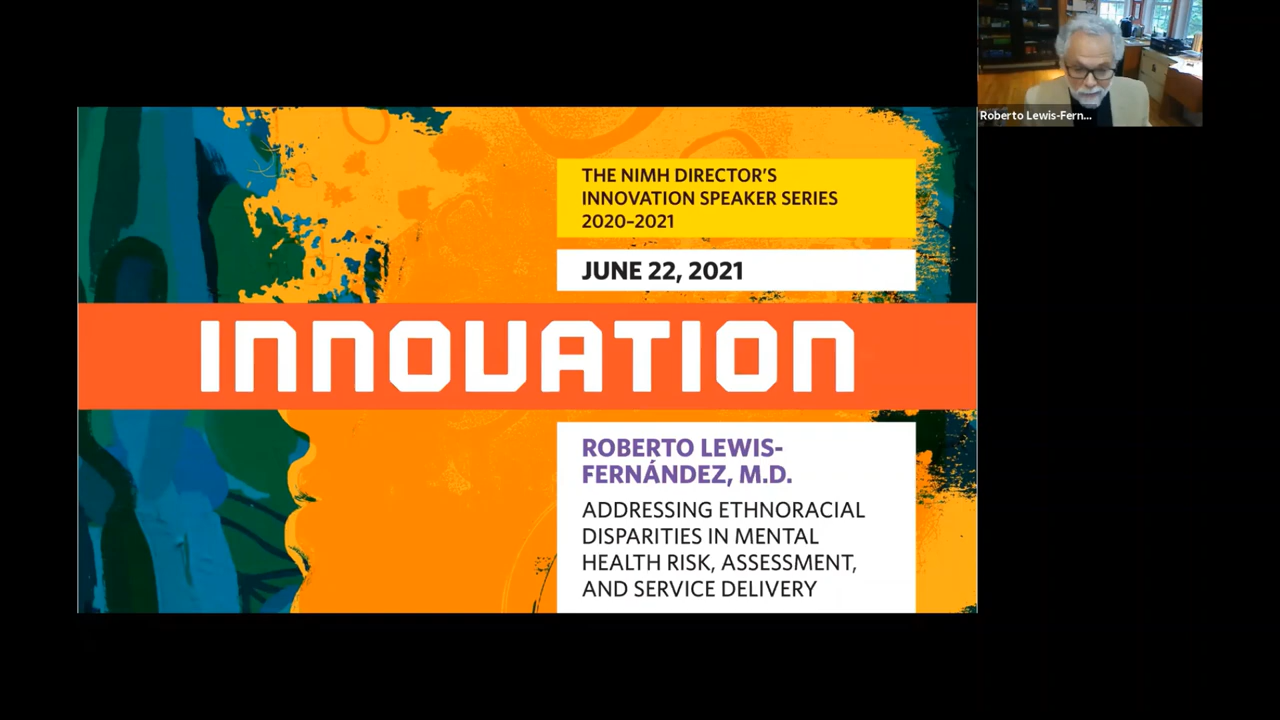 THE NIMH DIRECTOR'S
INNOVATION SPEAKER SERIES
2020-2021
JUNE 22, 2021
INNOVATION
ROBERTO LEWIS-
FERNÁNDEZ, M.D.
ADDRESSING ETHNORACIAL
DISPARITIES IN MENTAL
HEALTH RISK, ASSESSMENT,
AND SERVICE DELIVERY
Roberto Lewis-Fern...